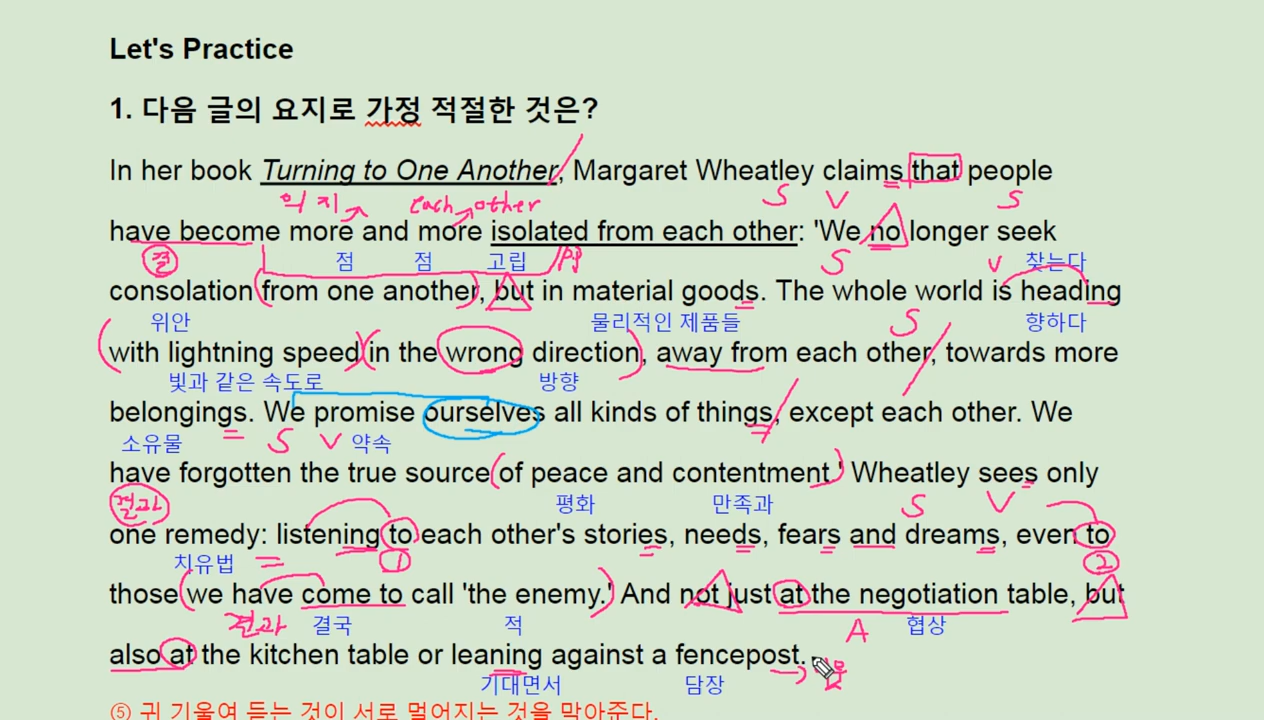 Let's Practice
1. 다음 글의 요지로 가정 적절한 것은?
In her book Turning to One Another, Margaret Wheatley claims that people
의지 each other S V S
have become more and more isolated from each other: 'We no longer seek
점 점 고립 pp S V 찾는다
consolation from one another, but in material goods. The whole world is heading
위안 물리적인 제품들 S 향하다
with lightning speed in the wrong direction, away from each other, towards more
빛과 같은 속도로 방향
belongings. We promise ourselves all kinds of things, except each other. We
소유물 S V 약속
have forgotten the true source of peace and contentment.' Wheatley sees only
결과 평화 만족과 S V
one remedy: listening to each other's stories, needs, fears and dreams, even to
치유법 1 2
those we have come to call 'the enemy.' And not just at the negotiation table, but
결과 결국 적 A 협상
also at the kitchen table or leaning against a fencepost.
기대면서 담장
⑤ 귀 기울여 듣는 것이 서로 멀어지는 것을 막아준다.